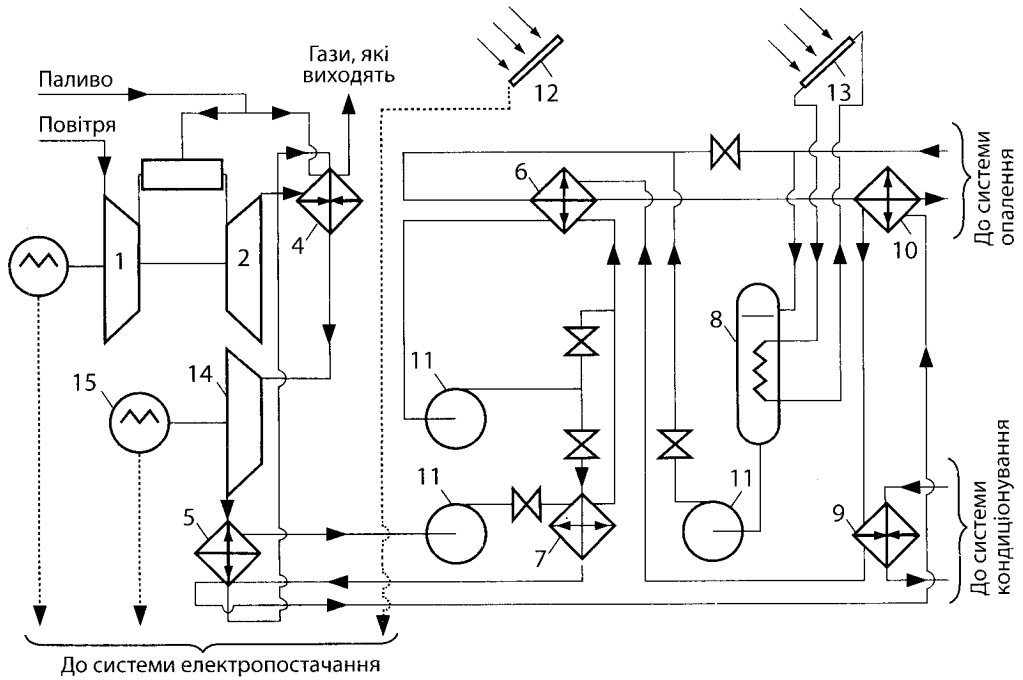 Паливо
Повітря
Гази, які
виходять
12
13
До системи
опалення
6
4
10
1
2
8
14
15
11
11
11
5
7
9
До системи
кондиціонування
До системи електропостачання